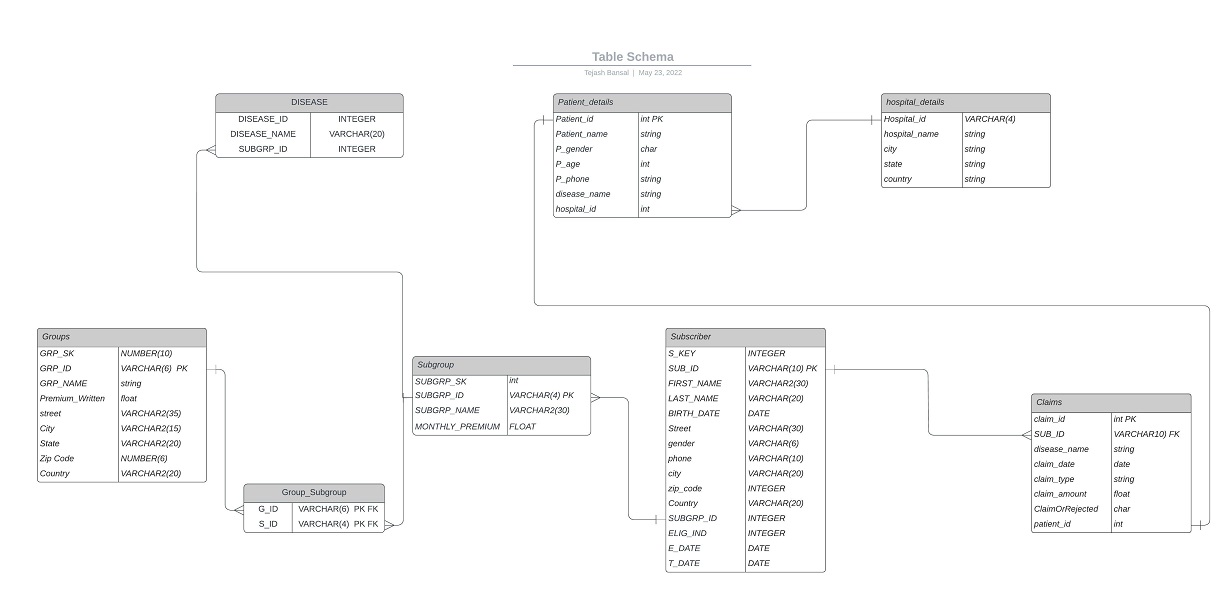 Table Schema
Tejash Bansal | May 23, 2022
DISEASE
DISEASE_ID INTEGER
DISEASE_NAME VARCHAR(20)
SUBGRP_ID INTEGER
Patient_details
Patient_id int PK
Patient_name string
P_gender char
P_age int
P_phone string
disease_name string
hospital_id int
hospital_details
Hospital_id VARCHAR(4)
hospital_name string
city string
state string
country string
Groups
GRP_SK NUMBER(10)
GRP_ID VARCHAR(6) PK
GRP_NAME string
Premium_Written float
street VARCHAR2(35)
City VARCHAR2(15)
State VARCHAR2(20)
Zip Code NUMBER(6)
Country VARCHAR2(20)
Group_Subgroup
G_ID VARCHAR(6) PK FK
S_ID VARCHAR(4) PK FK
Subgroup
SUBGRP_SK int
SUBGRP_ID VARCHAR(4) PK
SUBGRP_NAME VARCHAR2(30)
MONTHLY_PREMIUM FLOAT
Subscriber
S_KEY INTEGER
SUB_ID VARCHAR(10) PK
FIRST_NAME VARCHAR2(30)
LAST_NAME VARCHAR(20)
BIRTH_DATE DATE
Street VARCHAR(30)
gender VARCHAR(6)
phone VARCHAR(10)
city VARCHAR(20)
zip_code INTEGER
Country VARCHAR(20)
SUBGRP_ID INTEGER
ELIG_IND INTEGER
E_DATE DATE
T_DATE DATE
Claims
claim_id int PK
SUB_ID VARCHAR10) FK
disease_name string
claim_date date
claim_type string
claim_amount float
ClaimOrRejected char
patient_id int